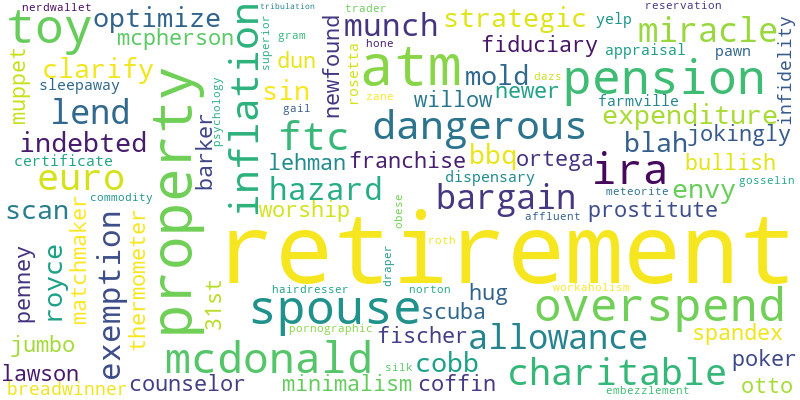 nerdwallet
tribulation
trader
reservation
toy
optimize
mcpherson
inflation
superior
gram
munch
strategic
yelp
miracle
infidelity
muppet
clarify
sleepaway
dun
sin
newfound
rosetta
hone
atm
fiduciary
appraisal
pawn
mold
dazs
pension
lend
property
psychology
gail
zane
willow
newer
farmville
expenditure
indebted
barker
ftc
dangerous
blah
jokingly
certificate
lehman
franchise
bbq
ortega
ira
bullish
euro
commodity
hazard
dispensary
meteorite
envy
gosselin
scan
worship
obese
bargain
affluent
prostitute
penney
royce
matchmaker
exemption
thermometer
31st
retirement
roth
draper
hairdresser
norton
hug
workaholism
spouse
scuba
overspend
jumbo
pornographic
fischer
allowance
spandex
mcdonald
silk
cobb
charitable
poker
lawson
breadwinner
counselor
minimalism
coffin
embezzlement
otto